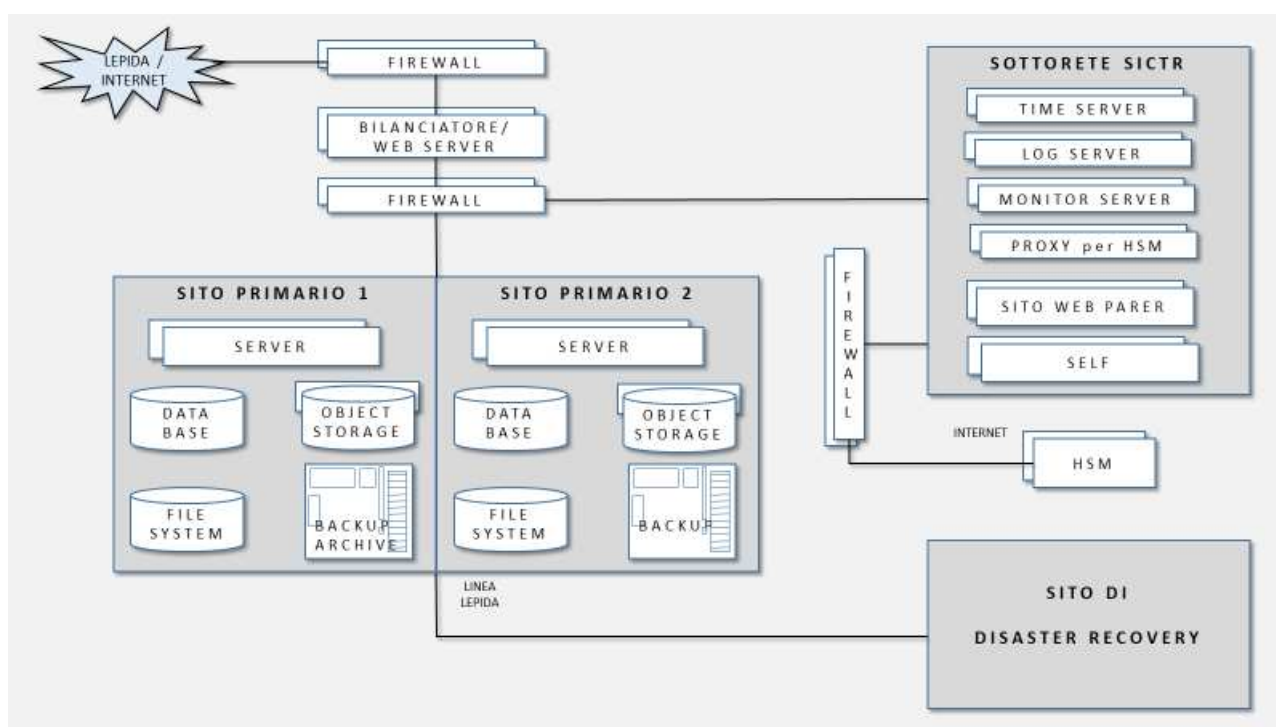 LEPIDA /
INTERNET
FIREWALL
BILANCIATORE/
WEB SERVER
FIREWALL
SOTTORETE SICTR
TIME SERVER
LOG SERVER
MONITOR SERVER
PROXY per HSM
SITO WEB PARER
SELF
FIREWALL
INTERNET
HSM
SITO PRIMARIO 1
SERVER
DATA
BASE
OBJECT
STORAGE
FILE
SYSTEM
BACKUP
ARCHIVE
SITO PRIMARIO 2
SERVER
DATA
BASE
OBJECT
STORAGE
FILE
SYSTEM
BACKUP
LINEA
LEPIDA
SITO DI
DISASTER RECOVERY